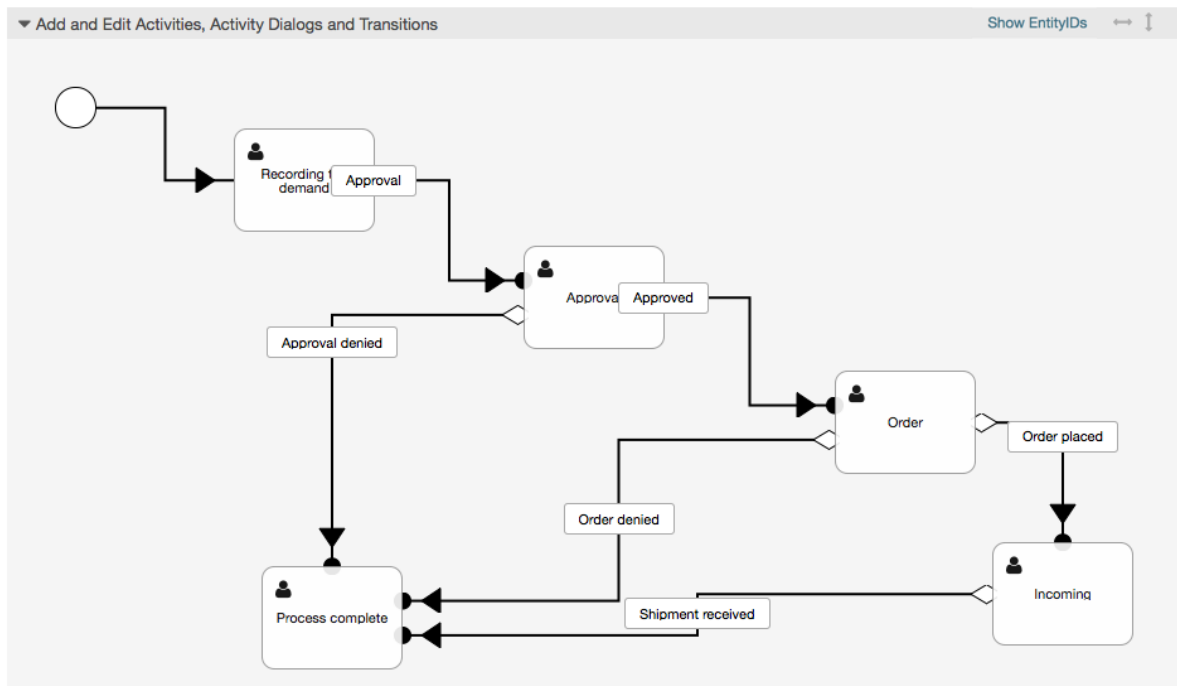 Add and Edit Activities, Activity Dialogs and Transitions
Show EntityIDs
Recording
demand
Approval
Approved
Approval denied
Order
Order placed
Order denied
Incoming
Process complete
Shipment received